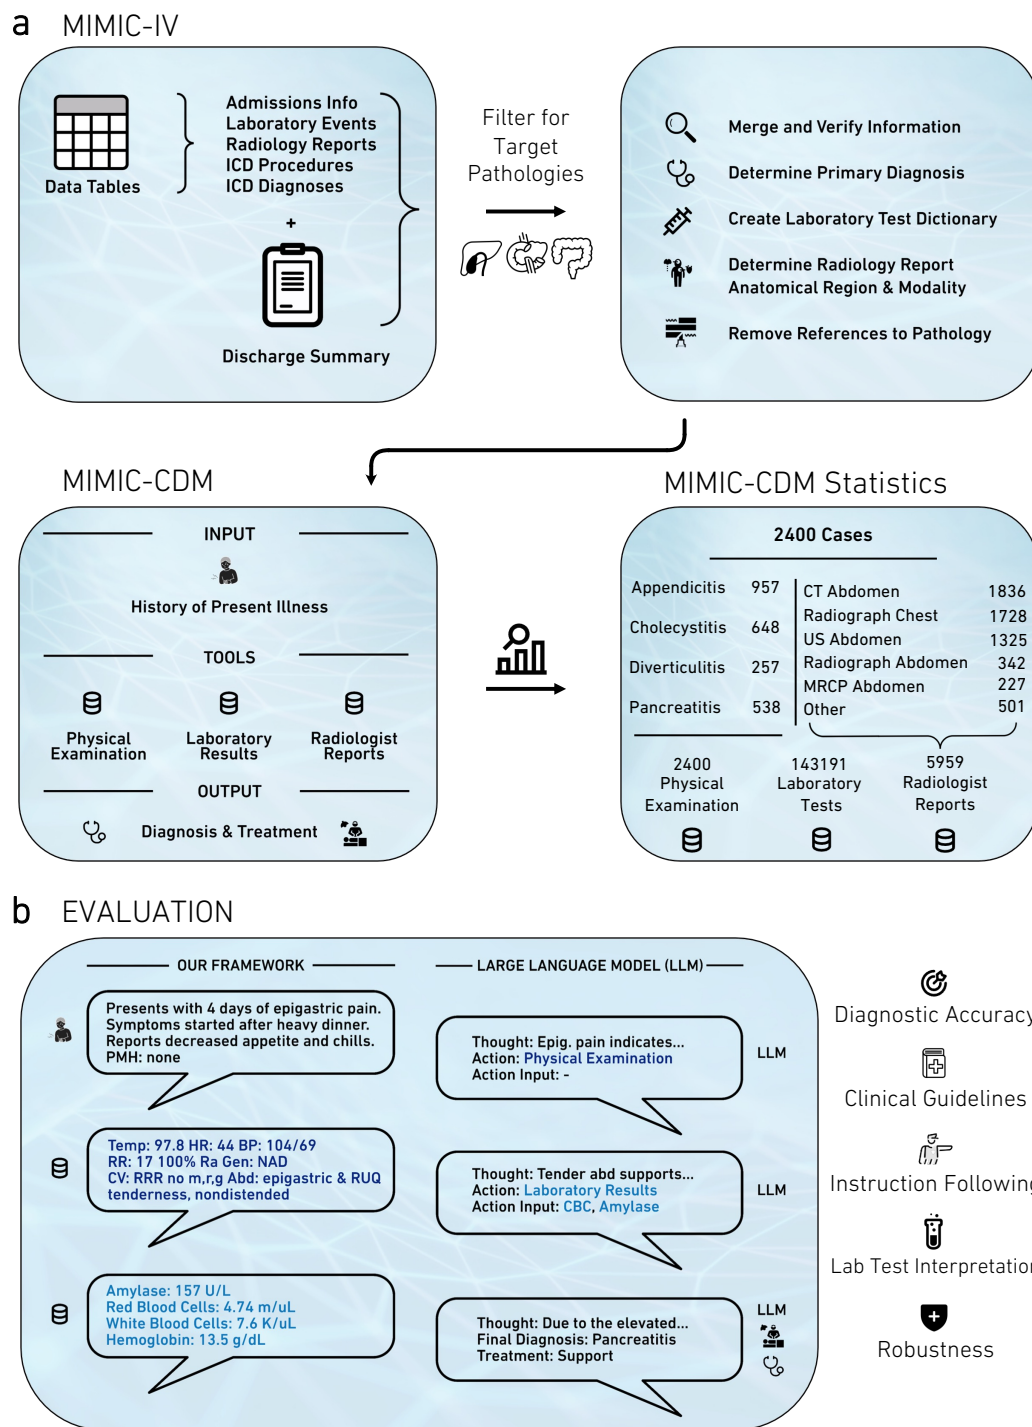 a MIMIC-IV
Data Tables
Admissions Info
Laboratory Events
Radiology Reports
ICD Procedures
ICD Diagnoses
+
Discharge Summary
Filter for
Target
Pathologies
Merge and Verify Information
Determine Primary Diagnosis
Create Laboratory Test Dictionary
Determine Radiology Report
Anatomical Region & Modality
Remove References to Pathology
MIMIC-CDM
INPUT
History of Present Illness
TOOLS
Physical
Examination
Laboratory
Results
Radiologist
Reports
OUTPUT
Diagnosis & Treatment
MIMIC-CDM Statistics
2400 Cases
Appendicitis 957
Cholecystitis 648
Diverticulitis 257
Pancreatitis 538
CT Abdomen 1836
Radiograph Chest 1728
US Abdomen 1325
Radiograph Abdomen 342
MRCP Abdomen 227
Other 501
2400
Physical
Examination
143191
Laboratory
Tests
5959
Radiologist
Reports
b EVALUATION
OUR FRAMEWORK
LARGE LANGUAGE MODEL (LLM)
Presents with 4 days of epigastric pain.
Symptoms started after heavy dinner.
Reports decreased appetite and chills.
PMH: none
Thought: Epig. pain indicates...
Action: Physical Examination
Action Input: -
LLM
Temp: 97.8 HR: 44 BP: 104/69
RR: 17 100% Ra Gen: NAD
CV: RRR no m,r,g Abd: epigastric & RUQ
tenderness, nondistended
Thought: Tender abd supports...
Action: Laboratory Results
Action Input: CBC, Amylase
LLM
Amylase: 157 U/L
Red Blood Cells: 4.74 m/uL
White Blood Cells: 7.6 K/uL
Hemoglobin: 13.5 g/dL
Thought: Due to the elevated...
Final Diagnosis: Pancreatitis
Treatment: Support
LLM
Diagnostic Accuracy
Clinical Guidelines
Instruction Following
Lab Test Interpretation
Robustness